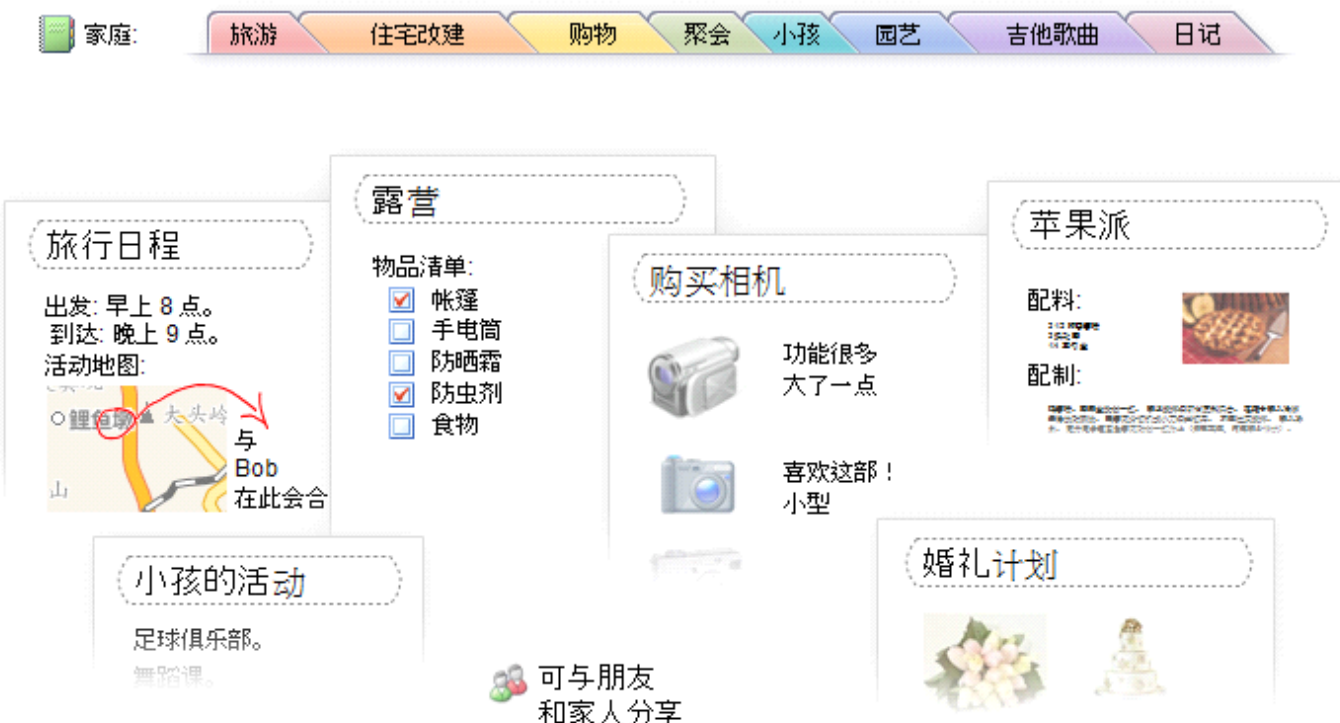 家庭:
旅游
住宅改建
购物
聚会
小孩
园艺
吉他歌曲
日记
旅行日程
出发: 早上 8 点。
到达: 晚上 9 点。
活动地图:
鲤鱼墩
大头岭
山
与
Bob
在此会合
露营
物品清单:
帐篷
手电筒
防晒霜
防虫剂
食物
购买相机
功能很多
大了一点
喜欢这部!
小型
苹果派
配料:
配制:
小孩的活动
足球俱乐部。
舞蹈课。
婚礼计划
可与朋友
和家人分享